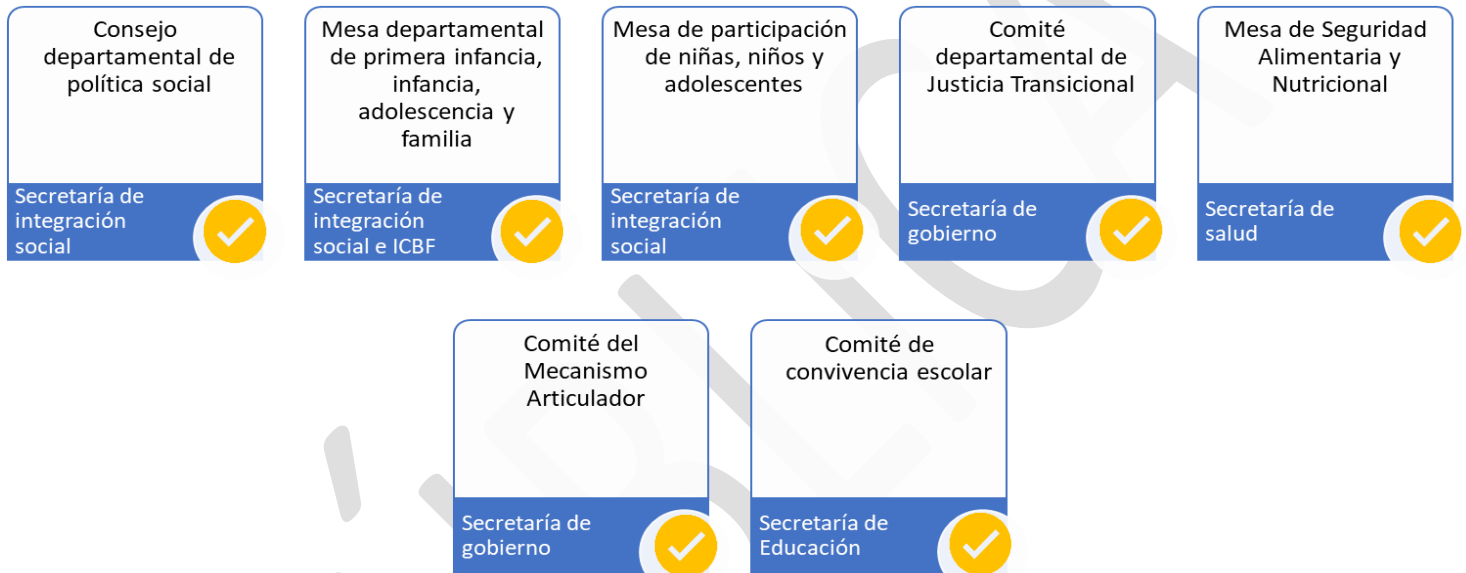 Consejo
departamental de
política social
Secretaría de
integración
social
Mesa departamental
de primera infancia,
infancia,
adolescencia y
familia
Secretaría de
integración
social e ICBF
Mesa de participación
de niñas, niños y
adolescentes
Secretaría de
integración
social
Comité
departamental de
Justicia Transicional
Secretaría de
gobierno
Mesa de Seguridad
Alimentaria y
Nutricional
Secretaría de
salud
Comité del
Mecanismo
Articulador
Secretaría de
gobierno
Comité de
convivencia escolar
Secretaría de
Educación